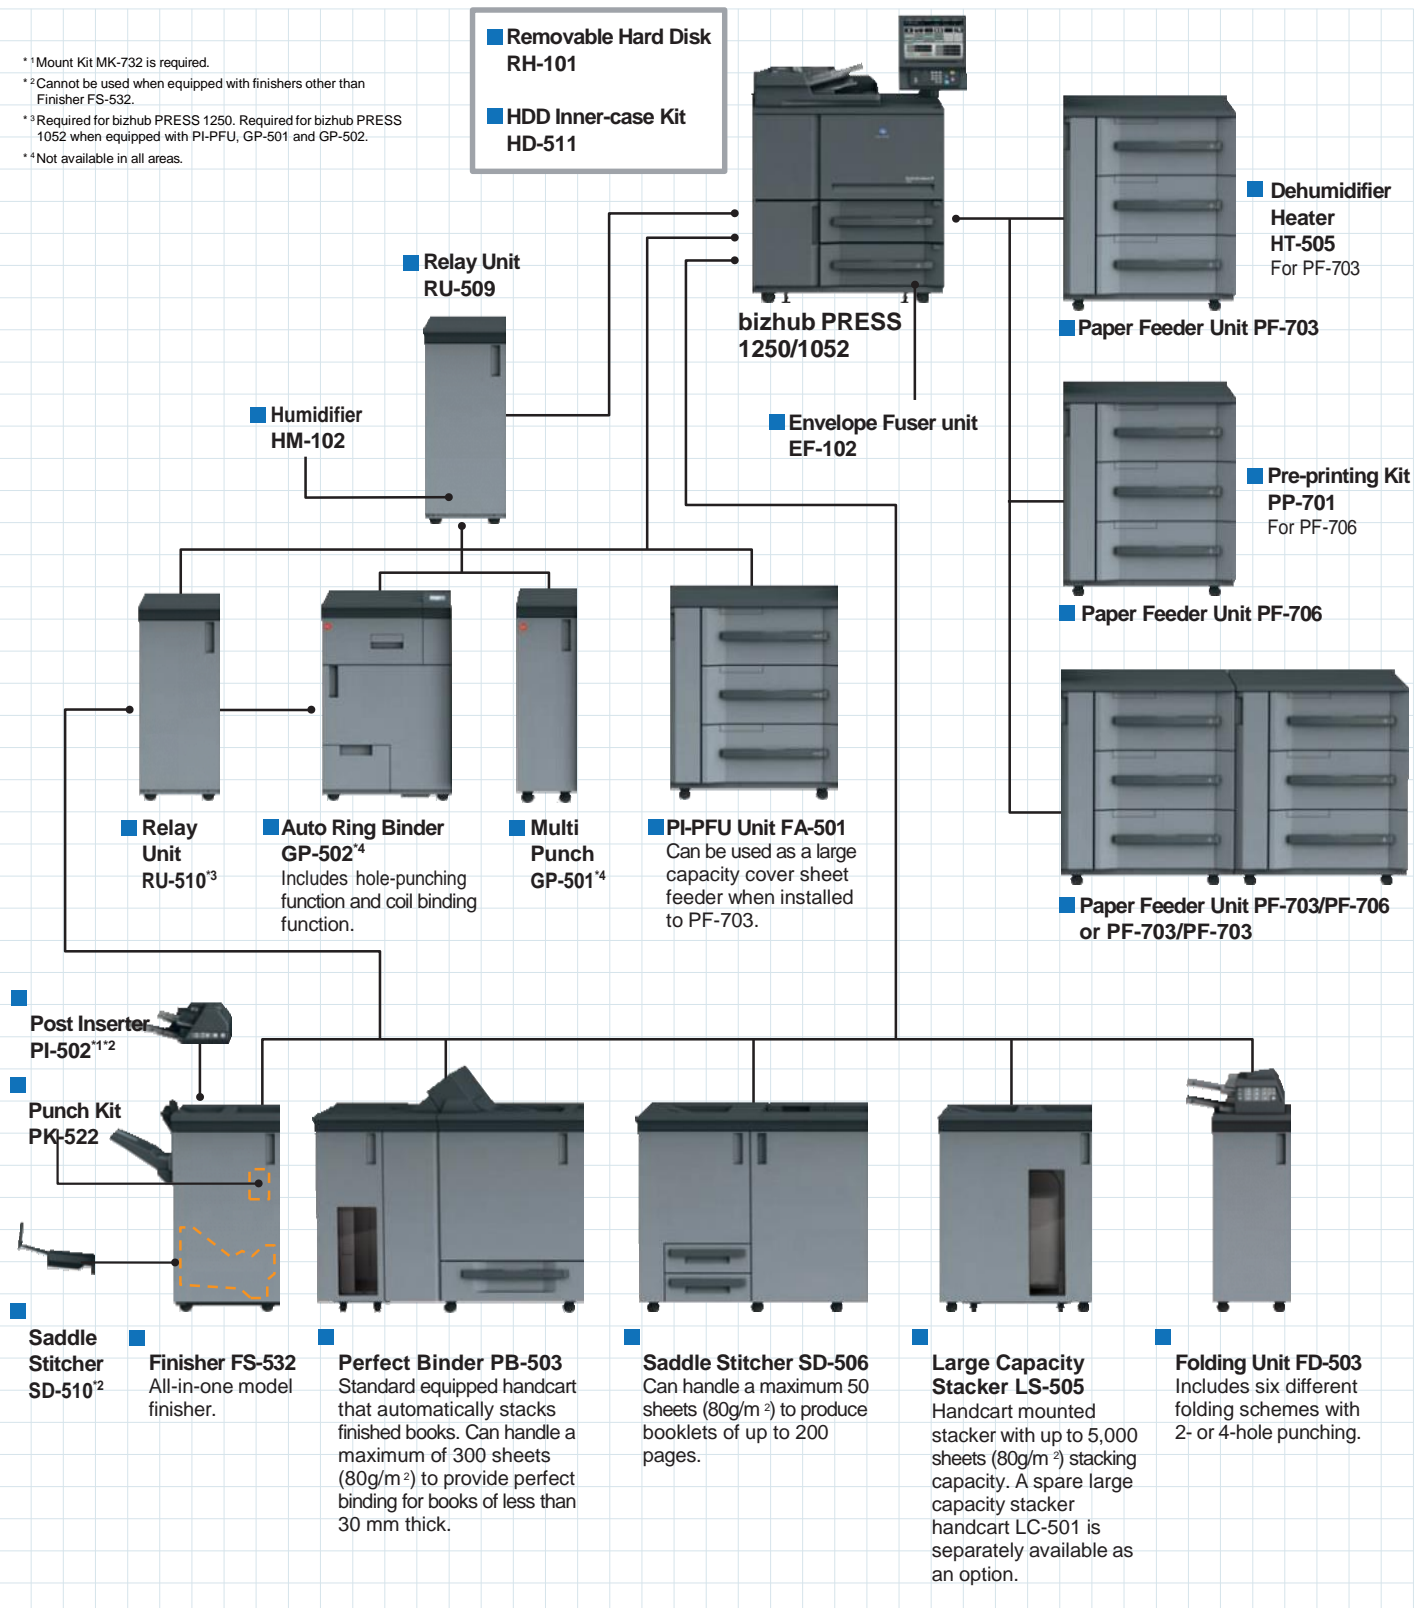 *1 Mount Kit MK-732 is required.
*2 Cannot be used when equipped with finishers other than
Finisher FS-532.
*3 Required for bizhub PRESS 1250. Required for bizhub PRESS
1052 when equipped with PI-PFU, GP-501 and GP-502.
*4 Not available in all areas.
Removable Hard Disk
RH-101
HDD Inner-case Kit
HD-511
bizhub PRESS
1250/1052
Dehumidifier
Heater
HT-505
For PF-703
Paper Feeder Unit PF-703
Relay Unit
RU-509
Humidifier
HM-102
Envelope Fuser unit
EF-102
Pre-printing Kit
PP-701
For PF-706
Paper Feeder Unit PF-706
Relay
Unit
RU-510*3
Auto Ring Binder
GP-502*4
Includes hole-punching
function and coil binding
function.
Multi
Punch
GP-501*4
PI-PFU Unit FA-501
Can be used as a large
capacity cover sheet
feeder when installed
to PF-703.
Paper Feeder Unit PF-703/PF-706
or PF-703/PF-703
Post Inserter
PI-502*1*2
Punch Kit
PK-522
Saddle
Stitcher
SD-510*2
Finisher FS-532
All-in-one model
finisher.
Perfect Binder PB-503
Standard equipped handcart
that automatically stacks
finished books. Can handle a
maximum of 300 sheets
(80g/m²) to provide perfect
binding for books of less than
30 mm thick.
Saddle Stitcher SD-506
Can handle a maximum 50
sheets (80g/m²) to produce
booklets of up to 200
pages.
Large Capacity
Stacker LS-505
Handcart mounted
stacker with up to 5,000
sheets (80g/m²) stacking
capacity. A spare large
capacity stacker
handcart LC-501 is
separately available as
an option.
Folding Unit FD-503
Includes six different
folding schemes with
2- or 4-hole punching.